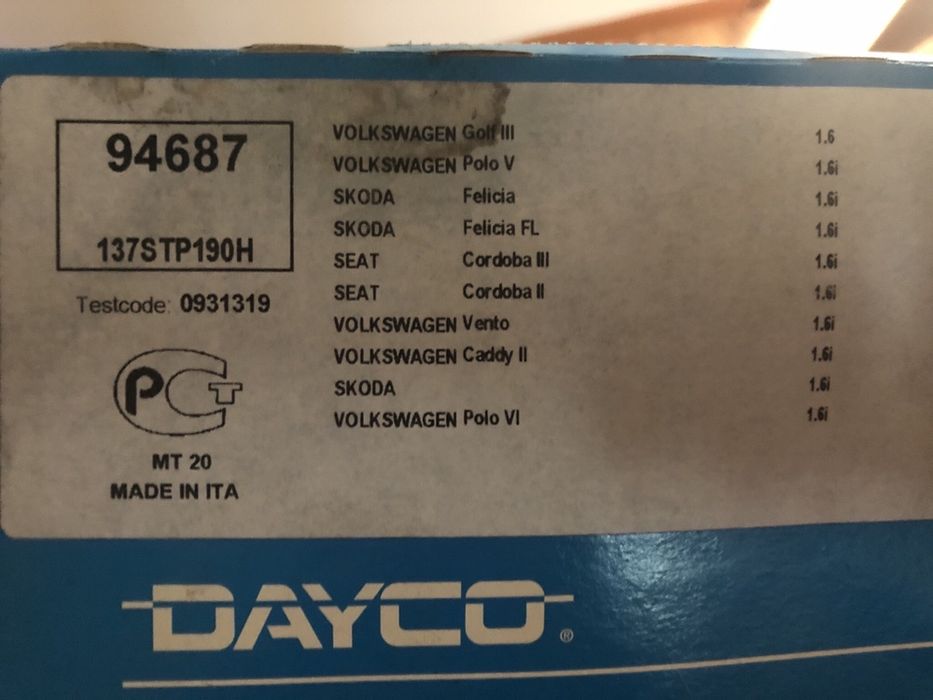 94687
137STP190H
Testcode: 0931319
PCT
MT 20
MADE IN ITA
VOLKSWAGEN Golf III 1.6
VOLKSWAGEN Polo V 1.6i
SKODA Felicia 1.6i
SKODA Felicia FL 1.6i
SEAT Cordoba III 1.6i
SEAT Cordoba II 1.6i
VOLKSWAGEN Vento 1.6i
VOLKSWAGEN Caddy II 1.6i
SKODA 1.6i
VOLKSWAGEN Polo VI 1.6i
DAYCO®